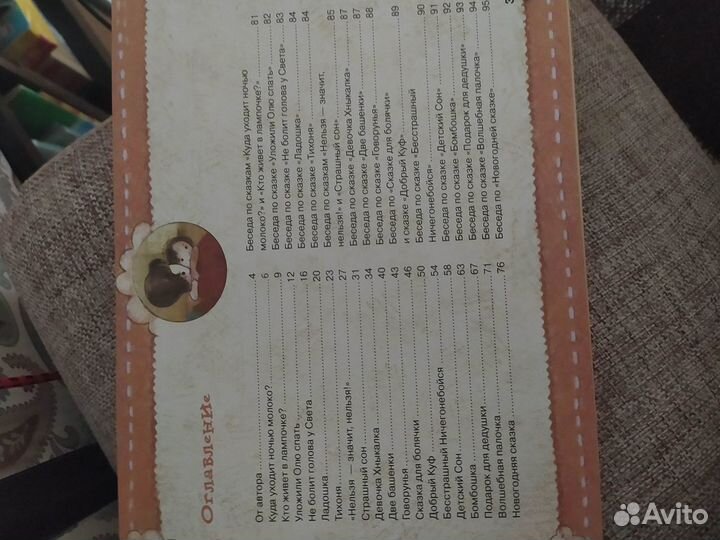 Оглавление
От автора ........ 4
Куда уходит ночью молоко? ........ 6
Кто живет в лампочке? ........ 9
Уложили Олю спать ........ 12
Не болит голова у Света ........ 16
Ладошка ........ 20
Тихоня ........ 23
«Нельзя — значит, нельзя!» ........ 27
Страшный сон ........ 31
Девочка Хныкалка ........ 34
Две башенки ........ 40
Говорунья ........ 43
Сказка для болячки ........ 46
Добрый Куф ........ 50
Бесстрашный Ничегонебойся ........ 54
Детский Сон ........ 58
Бомбошка ........ 63
Подарок для дедушки ........ 67
Волшебная палочка ........ 71
Новогодняя сказка ........ 76
Беседа по сказкам «Куда уходит ночью
молоко?» и «Кто живет в лампочке?» ........ 81
Беседа по сказке «Уложили Олю спать» ........ 82
Беседа по сказке «Не болит голова у Света» ........ 83
Беседа по сказке «Ладошка» ........ 84
Беседа по сказке «Тихоня» ........ 84
Беседа по сказкам «Нельзя — значит,
нельзя!» и «Страшный сон» ........ 85
Беседа по сказке «Девочка Хныкалка» ........ 87
Беседа по сказке «Две башенки» ........ 87
Беседа по сказке «Говорунья» ........ 88
Беседа по «Сказке для болячки»
и сказке «Добрый Куф» ........ 89
Беседа по сказке «Бесстрашный
Ничегонебойся» ........ 90
Беседа по сказке «Детский Сон» ........ 91
Беседа по сказке «Бомбошка» ........ 92
Беседа по сказке «Подарок для дедушки» ........ 93
Беседа по сказке «Волшебная палочка» ........ 94
Беседа по «Новогодней сказке» ........ 95
3
Avito